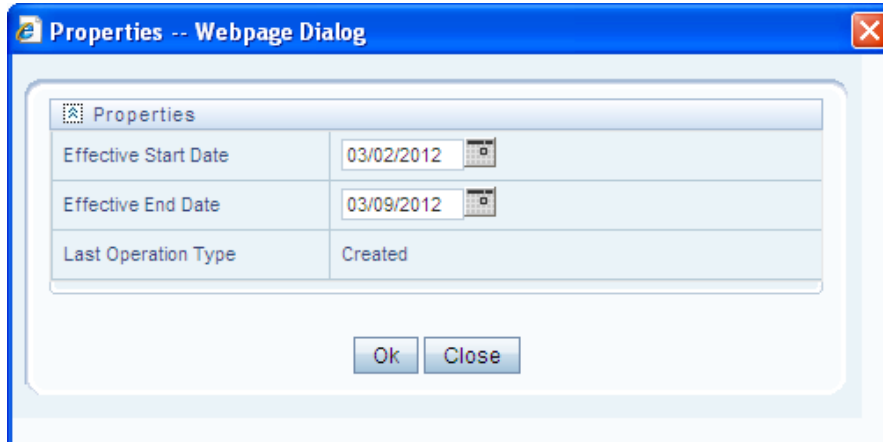 Properties -- Webpage Dialog
Properties
Effective Start Date 03/02/2012
Effective End Date 03/09/2012
Last Operation Type Created
Ok Close